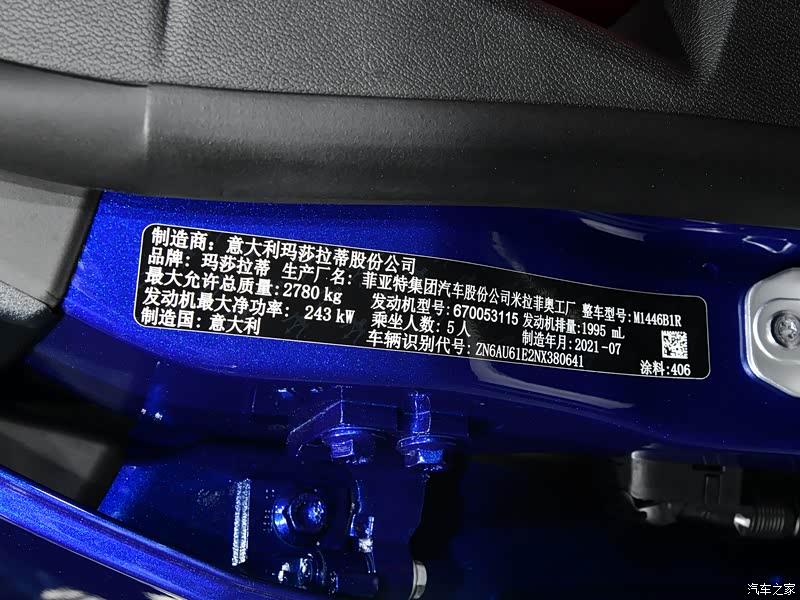 制造商：意大利玛莎拉蒂股份公司
品牌：玛莎拉蒂 生产厂名：菲亚特集团汽车股份公司米拉菲奥工厂 整车型号:M1446B1R
最大允许总质量：2780 kg 发动机型号：670053115 发动机排量:1995 mL
发动机最大净功率： 243 kW 乘坐人数：5人 制造年月：2021-07
制造国：意大利 车辆识别代号：ZN6AU61E2NX380641 涂料:406
汽车之家